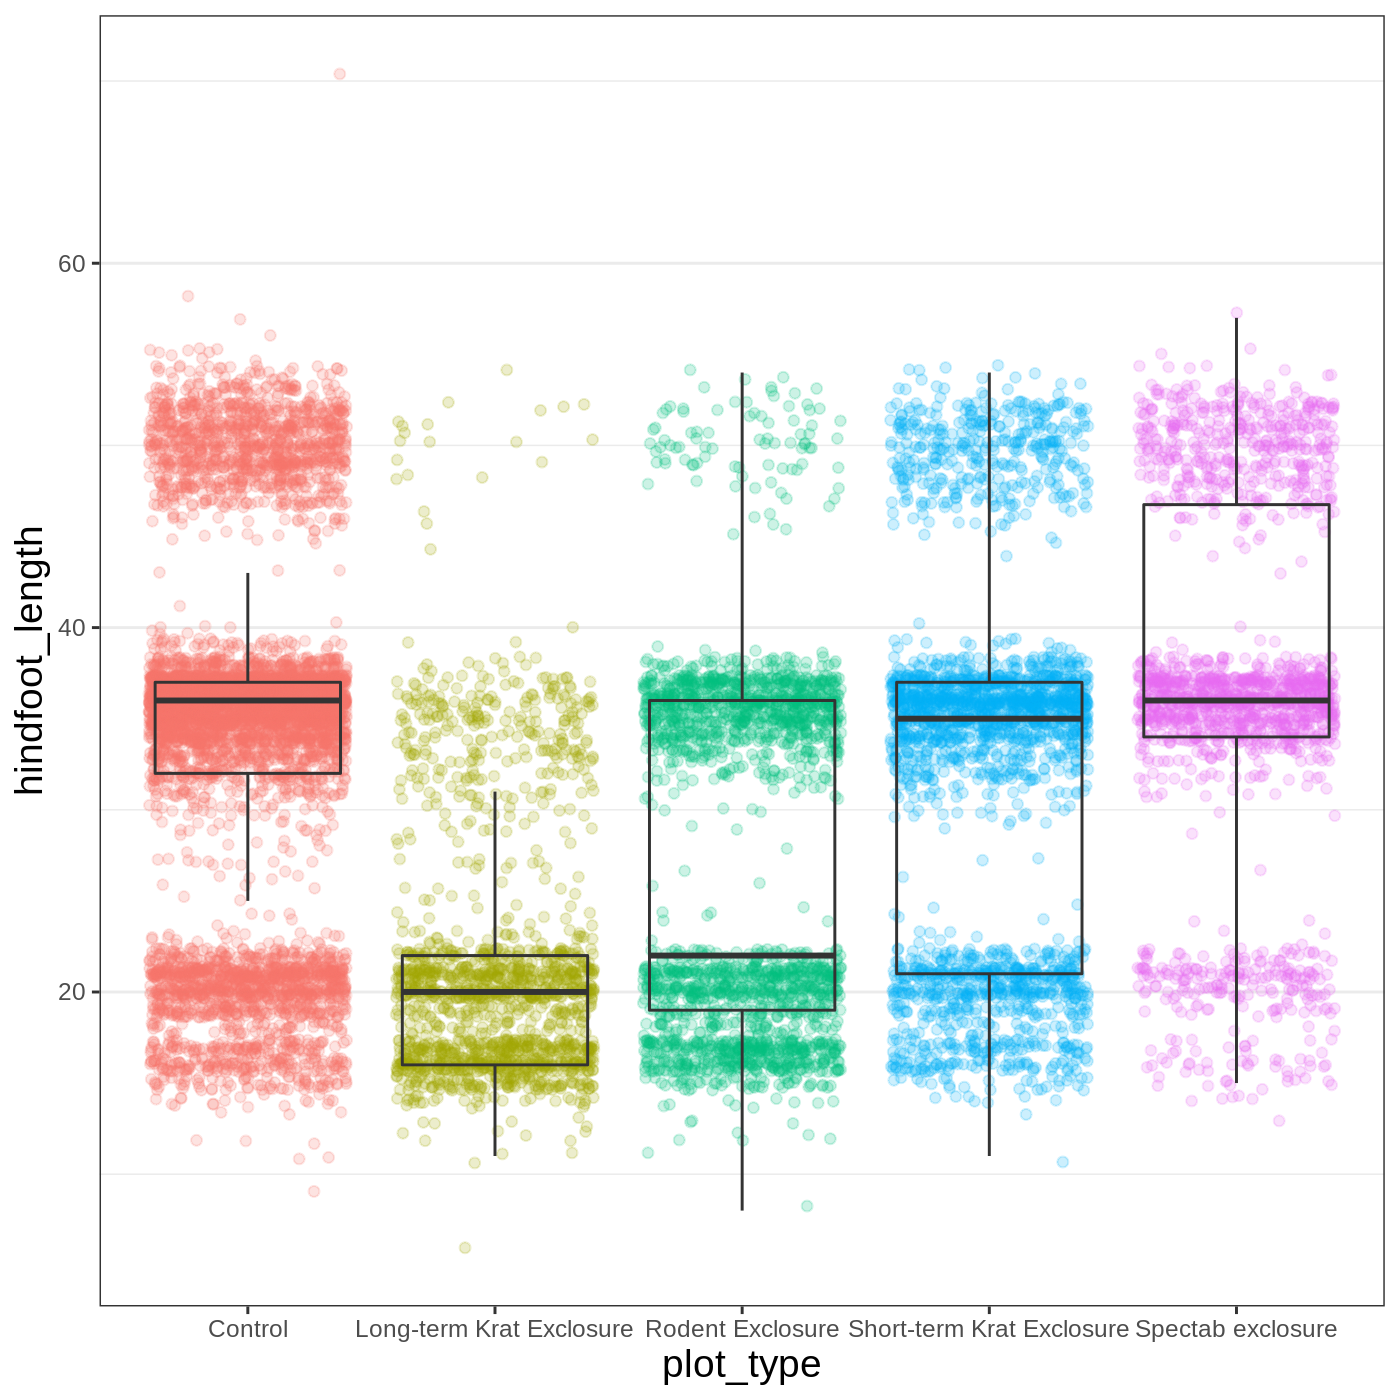 hindfoot_length
60
40
20
Control
Long-term Krat Exclosure
Rodent Exclosure
Short-term Krat Exclosure
Spectab exclosure
plot_type